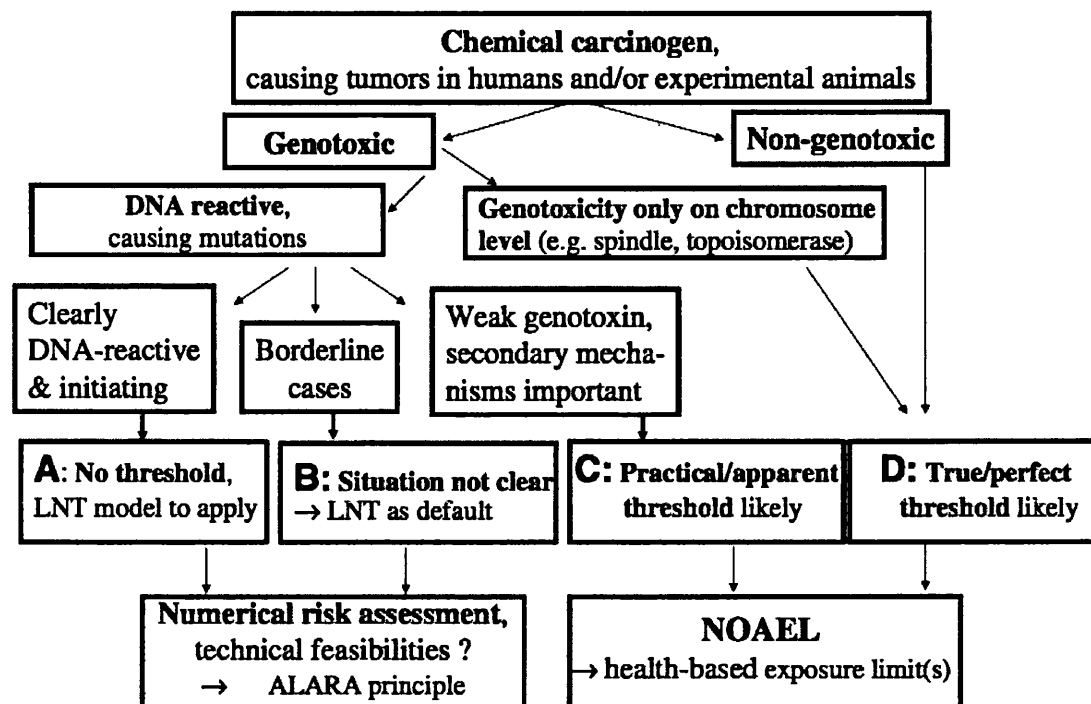 Chemical carcinogen,
causing tumors in humans and/or experimental animals
Genotoxic
Non-genotoxic
DNA reactive,
causing mutations
Genotoxicity only on chromosome
level (e.g. spindle, topoisomerase)
Clearly
DNA-reactive
& initiating
Borderline
cases
Weak genotoxin,
secondary mecha-
nisms important
A: No threshold,
LNT model to apply
B: Situation not clear
→ LNT as default
C: Practical/apparent
threshold likely
D: True/perfect
threshold likely
Numerical risk assessment,
technical feasibilities ?
→ ALARA principle
NOAEL
→ health-based exposure limit(s)